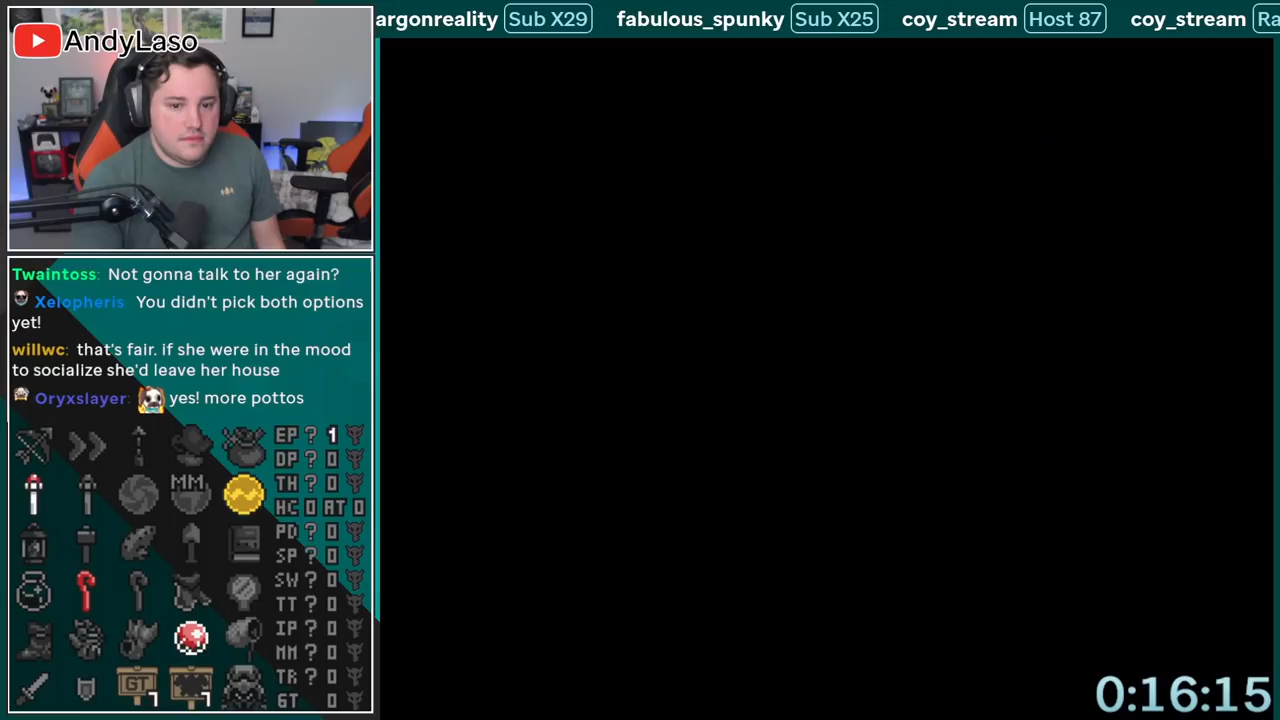 argonreality Sub X29 fabulous_spunky Sub X25 coy_stream Host 87 coy_stream Ra
AndyLaso
Twaintoss: Not gonna talk to her again?
Xelopheris You didn't pick both options
yet!
willwc: that's fair. if she were in the mood
to socialize she'd leave her house
Oryxslayer: yes! more pottos
EP ? 1
DP ? 0
TH ? 0
MM
HC 0 AT 0
PD ? 0
SP ? 0
SW ? 0
TT ? 0
IP ? 0
MM ? 0
TR ? 0
GT 1 1
GT 0
0:16:15